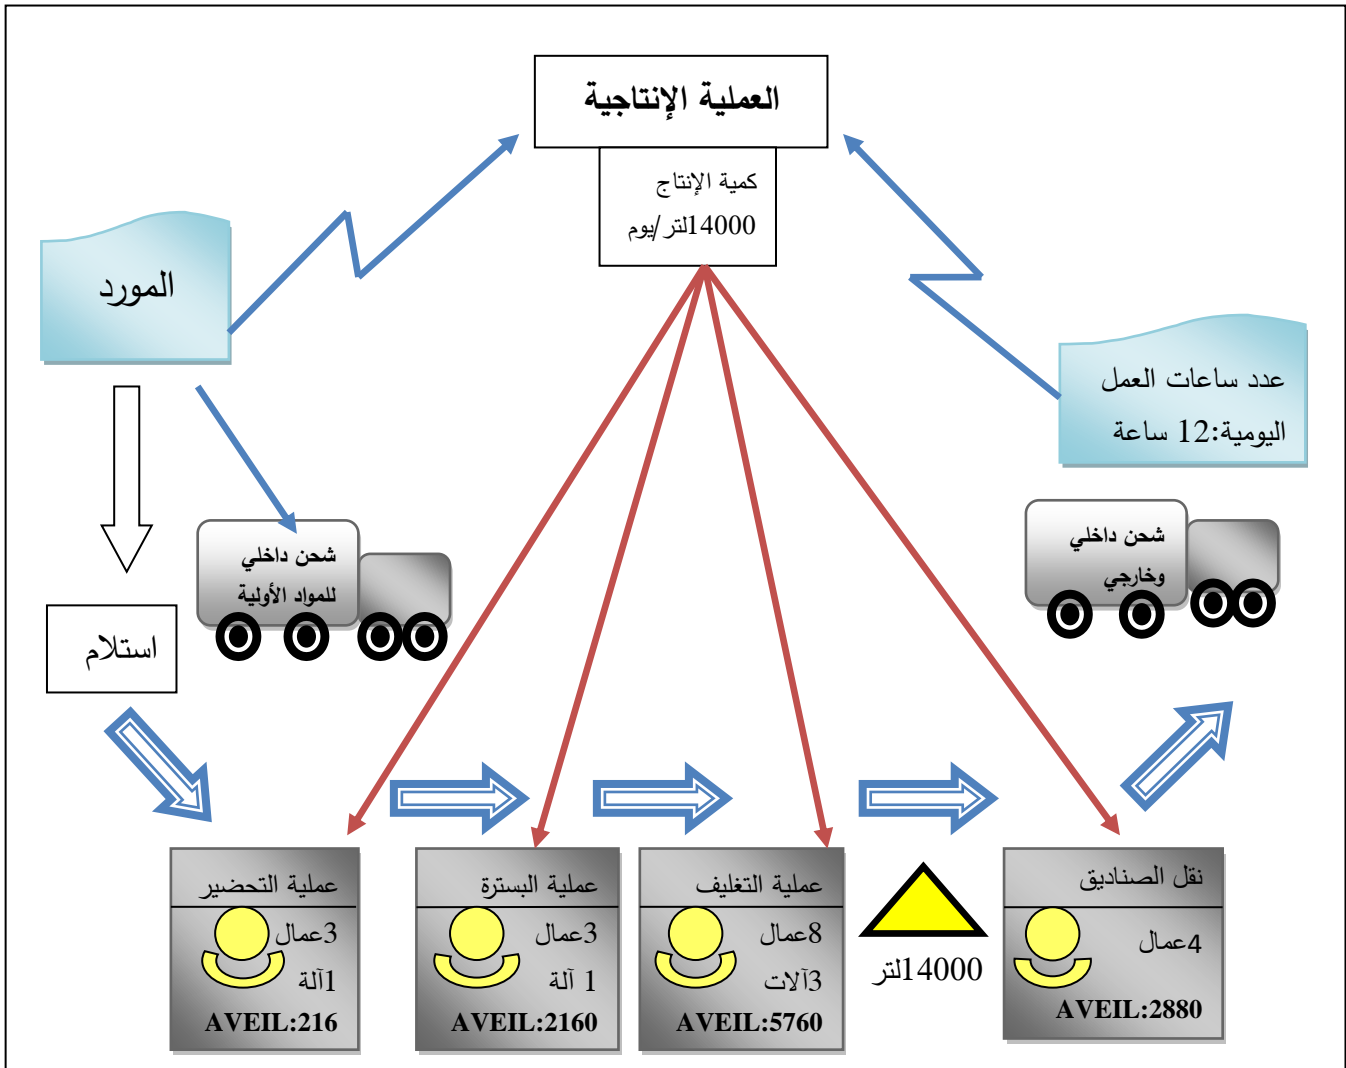 العملية الإنتاجية
كمية الإنتاج
14000لتر/يوم
المورد
عدد ساعات العمل
اليومية:12 ساعة
شحن داخلي
للمواد الأولية
شحن داخلي
وخارجي
استلام
عملية التحضير
3عمال
1آلة
AVEIL:216
عملية البسترة
3عمال
1 آلة
AVEIL:2160
عملية التغليف
8عمال
3آلات
AVEIL:5760
14000لتر
نقل الصناديق
4عمال
AVEIL:2880